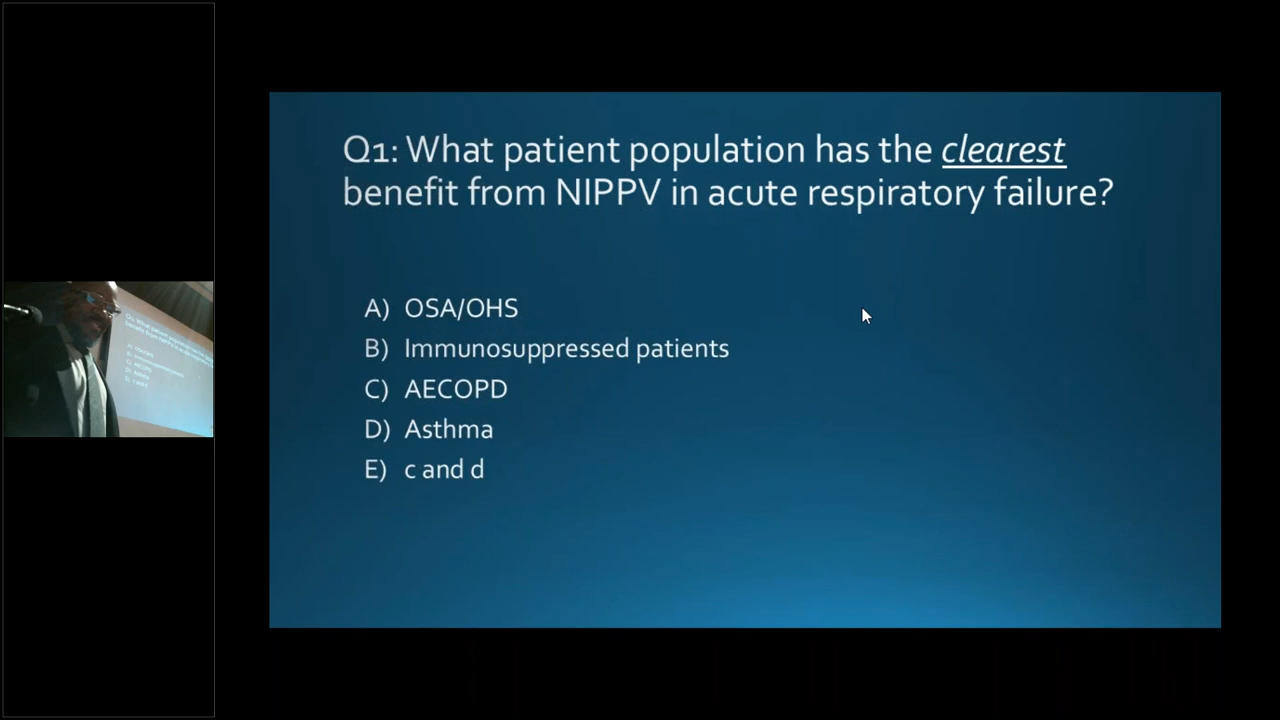 Q1: What patient population has the clearest
benefit from NIPPV in acute respiratory failure?
A) OSA/OHS
B) Immunosuppressed patients
C) AECOPD
D) Asthma
E) c and d